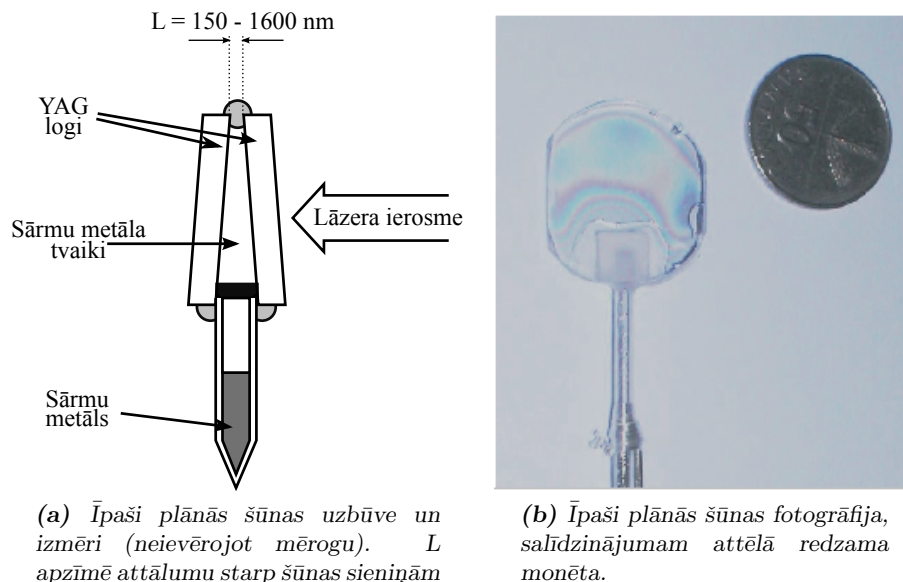 L = 150 - 1600 nm
YAG
logi
Lāzera ierosme
Sārmu metāla
tvaiki
Sārmu
metāls
(a) Īpaši plānās šūnas uzbūve un
izmēri (neievērojot mērogu). L
apzīmē attālumu starp šūnas sieniņām
50
(b) Īpaši plānās šūnas fotogrāfija,
salīdzinājumam attēlā redzama
monēta.